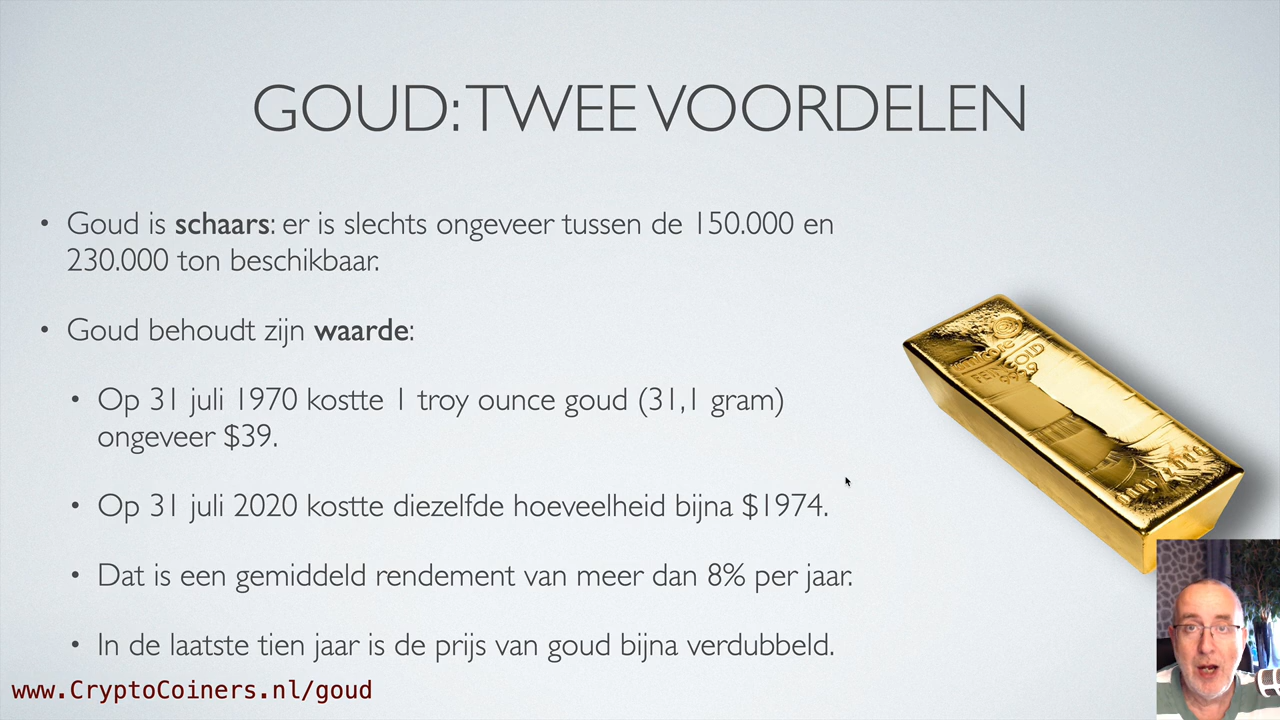 GOUD: TWEE VOORDELEN
• Goud is schaars: er is slechts ongeveer tussen de 150.000 en
230.000 ton beschikbaar.
• Goud behoudt zijn waarde:
• Op 31 juli 1970 kostte 1 troy ounce goud (31,1 gram)
ongeveer $39.
• Op 31 juli 2020 kostte diezelfde hoeveelheid bijna $1974.
• Dat is een gemiddeld rendement van meer dan 8% per jaar.
• In de laatste tien jaar is de prijs van goud bijna verdubbeld.
www.CryptoCoiners.nl/goud
GOLD